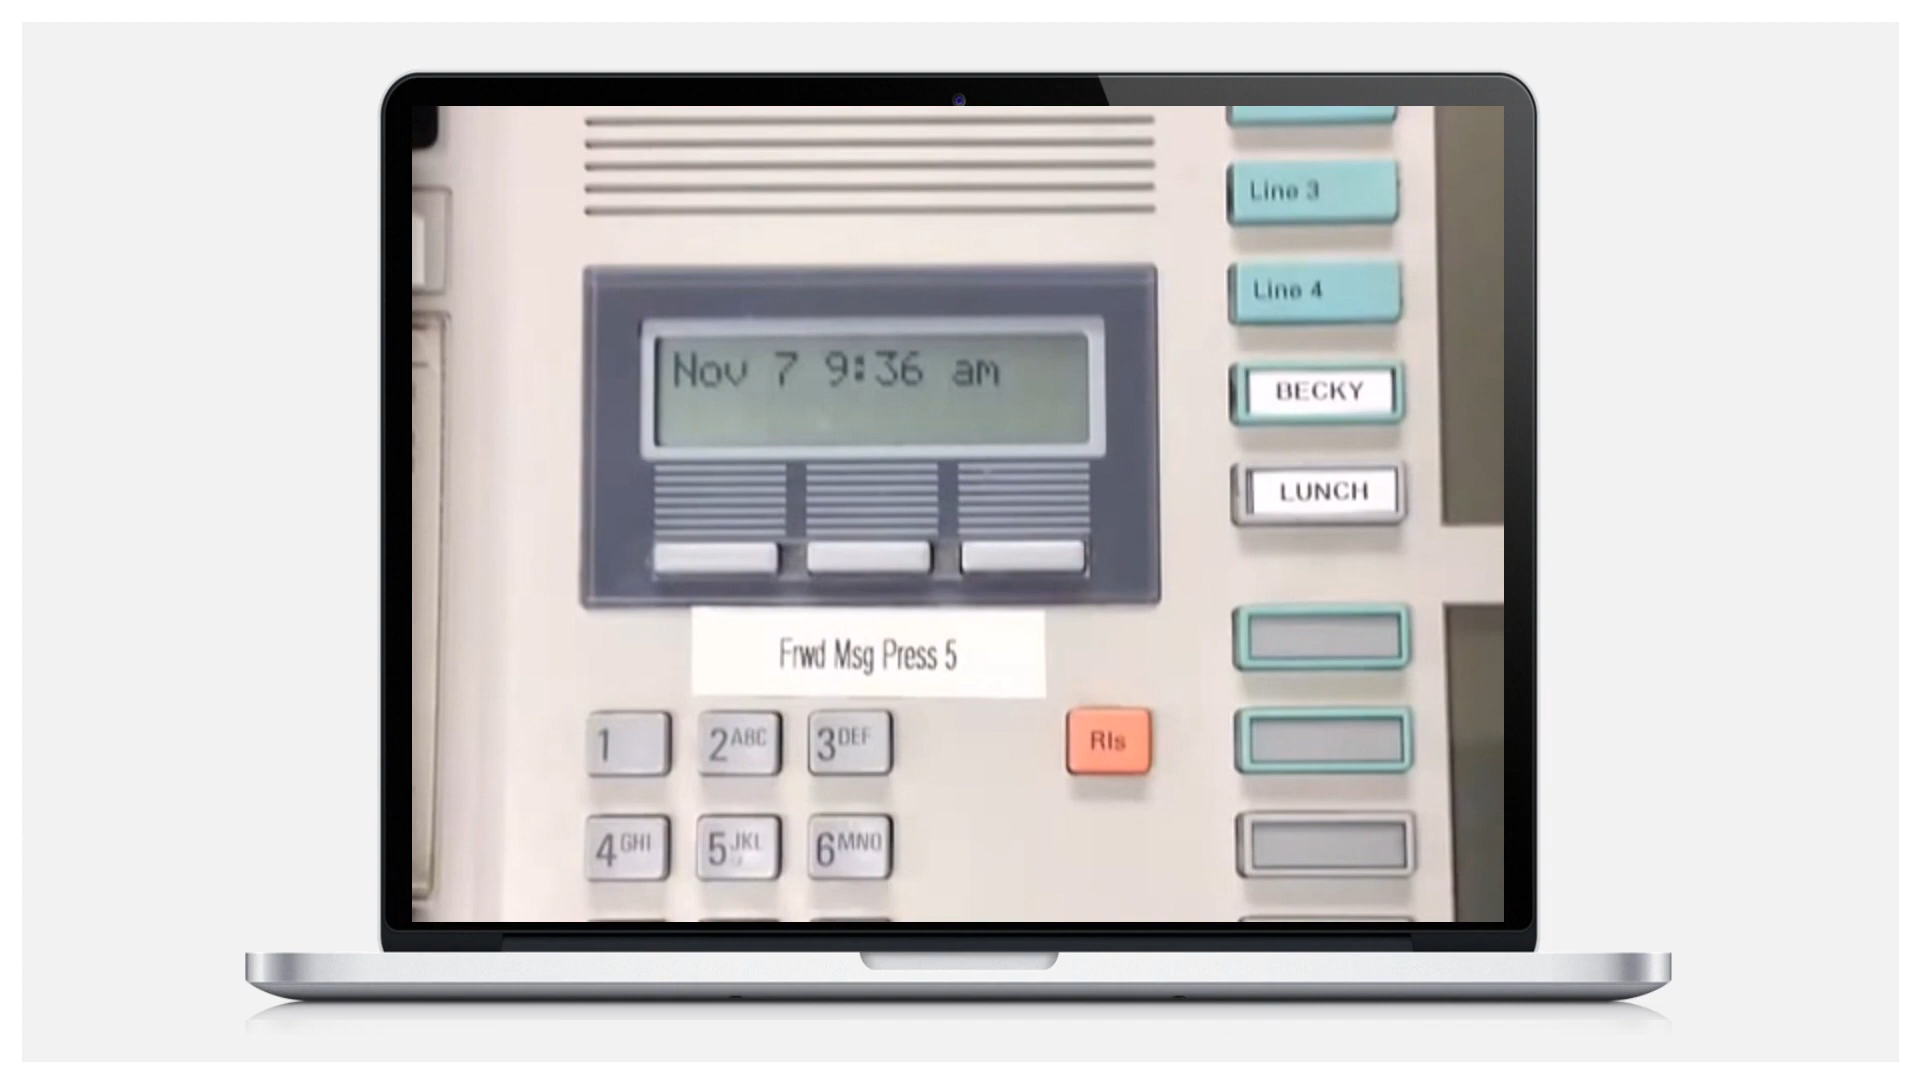 Line 3
Line 4
Nov 7 9:36 am
BECKY
LUNCH
Frwd Msg Press 5
1 2ABC 3DEF Rls
4GHI 5JKL 6MNO